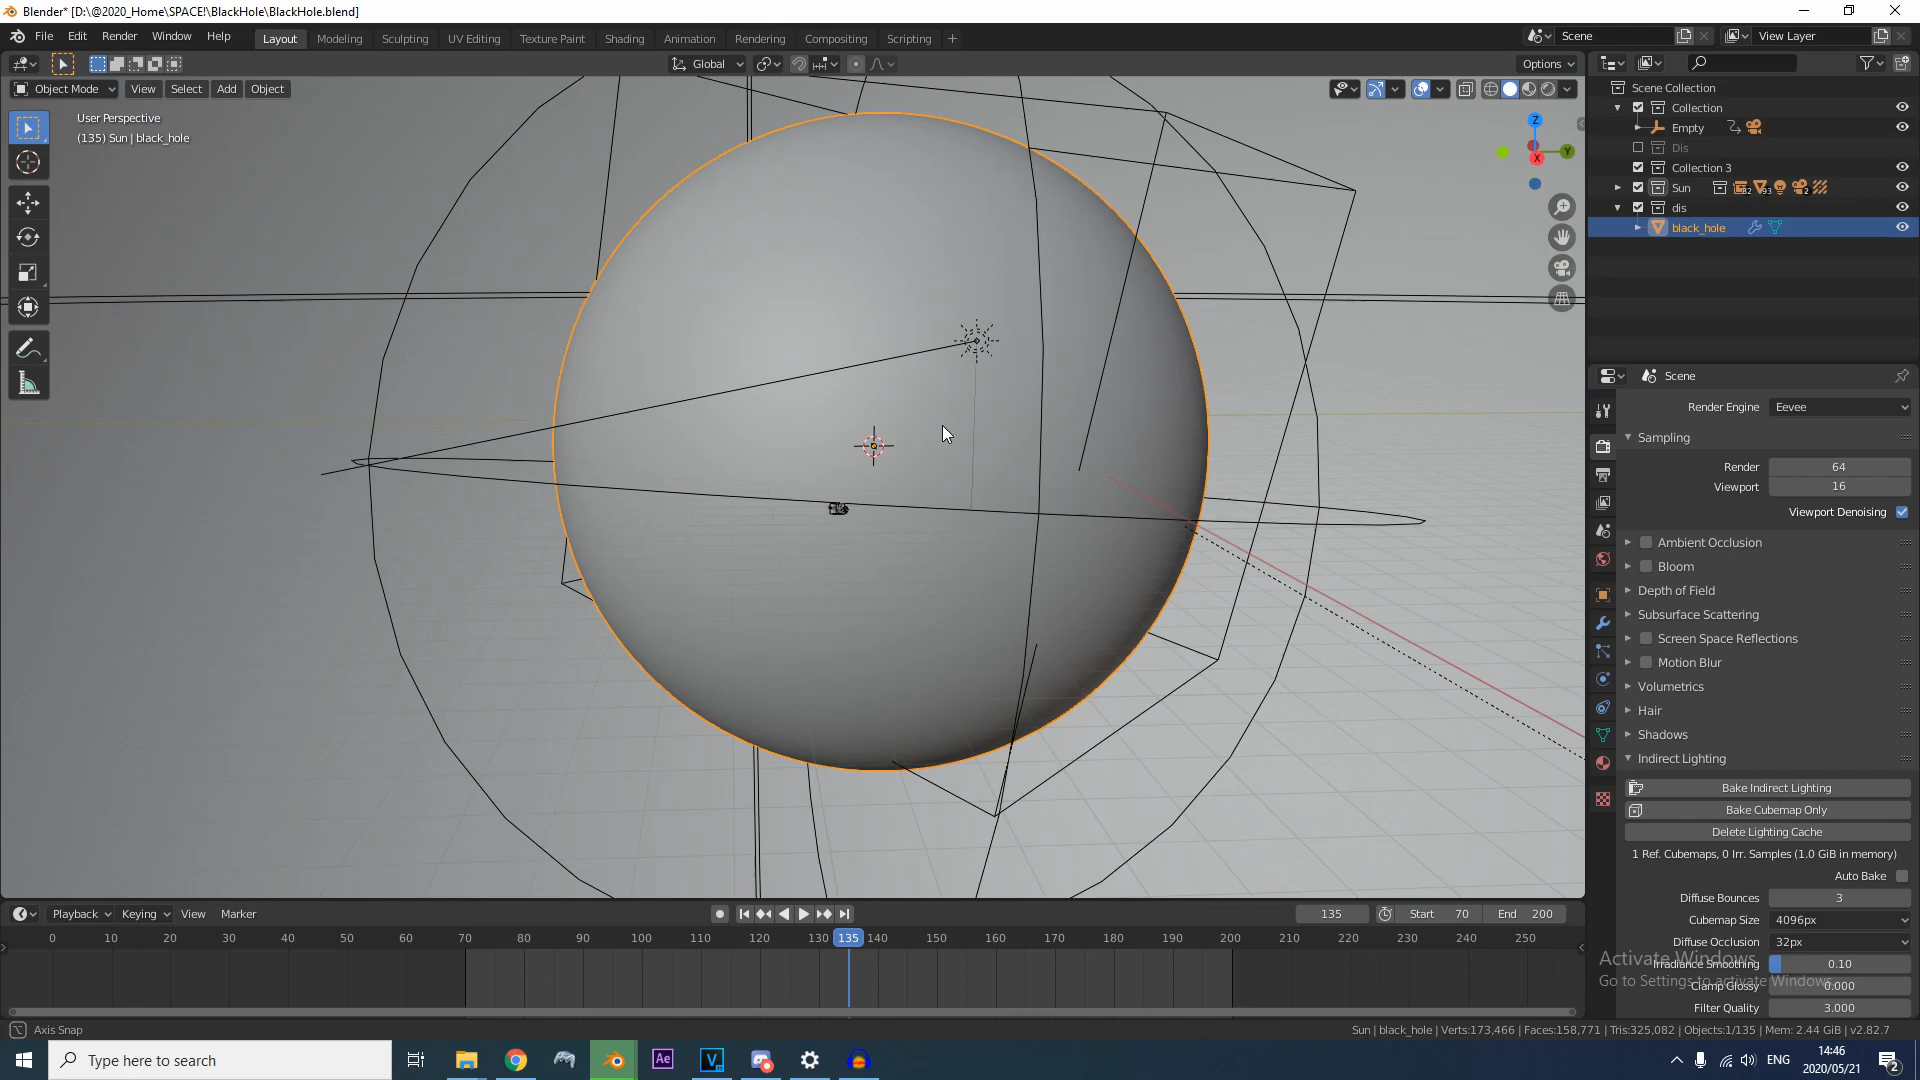 Blender* [D:\@2020_Home\SPACE!\BlackHole\BlackHole.blend]
File Edit Render Window Help Layout Modeling Sculpting UV Editing Texture Paint Shading Animation Rendering Compositing Scripting + Scene View Layer
Global Options
Object Mode View Select Add Object
User Perspective
(135) Sun | black_hole
Z
Y
X
Scene Collection
Collection
Empty
Dis
Collection 3
Sun
dis
black_hole
Scene
Render Engine Eevee
Sampling
Render 64
Viewport 16
Viewport Denoising
Ambient Occlusion
Bloom
Depth of Field
Subsurface Scattering
Screen Space Reflections
Motion Blur
Volumetrics
Hair
Shadows
Indirect Lighting
Bake Indirect Lighting
Bake Cubemap Only
Delete Lighting Cache
1 Ref. Cubemaps, 0 Irr. Samples (1.0 GiB in memory)
Auto Bake
Diffuse Bounces 3
Cubemap Size 4096px
Diffuse Occlusion 32px
Irradiance Smoothing 0.10
Clamp Glossy 0.000
Filter Quality 3.000
Activate Windows
Go to Settings to activate Windows.
Playback Keying View Marker 135 Start 70 End 200
0 10 20 30 40 50 60 70 80 90 100 110 120 130 135 140 150 160 170 180 190 200 210 220 230 240 250
Axis Snap
Sun | black_hole | Verts:173,466 | Faces:158,771 | Tris:325,082 | Objects:1/135 | Mem: 2.44 GiB | v2.82.7
Type here to search
Ae
V
ENG
14:46
2020/05/21
2